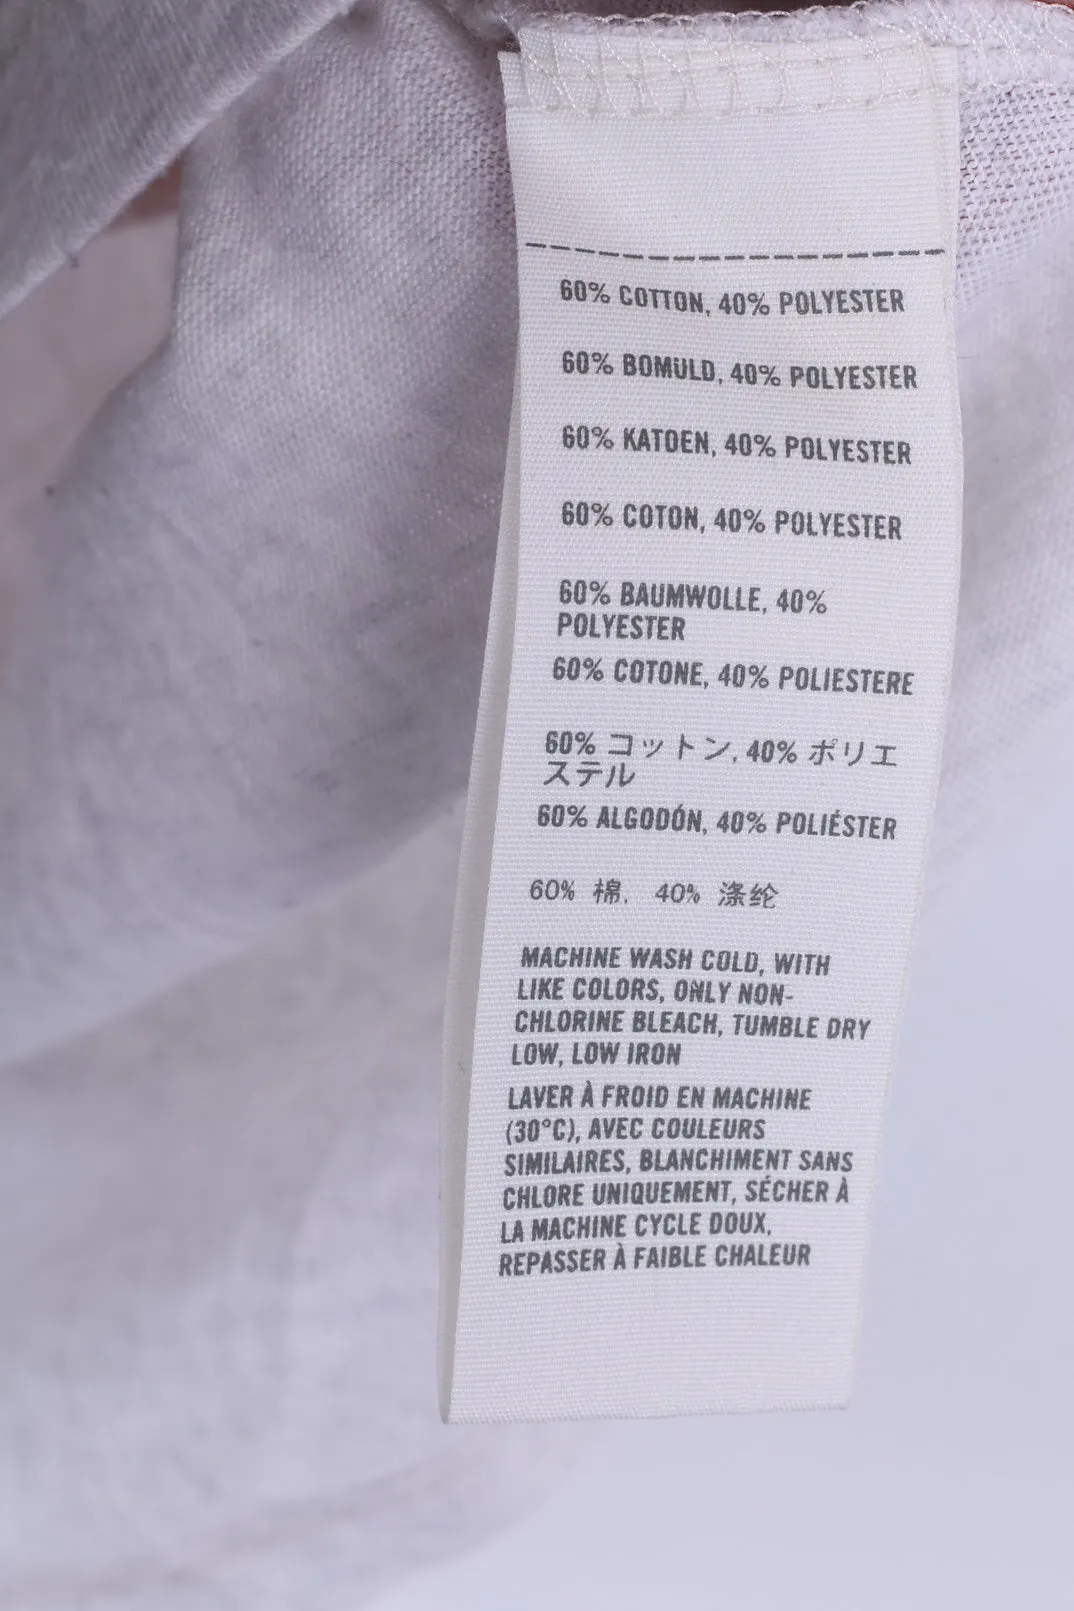 60% COTTON, 40% POLYESTER
60% BOMULD, 40% POLYESTER
60% KATOEN, 40% POLYESTER
60% COTON, 40% POLYESTER
60% BAUMWOLLE, 40%
POLYESTER
60% COTONE, 40% POLIESTERE
60% コットン, 40% ポリエ
ステル
60% ALGODÓN, 40% POLIÉSTER
60% 棉, 40% 涤纶
MACHINE WASH COLD, WITH
LIKE COLORS, ONLY NON-
CHLORINE BLEACH, TUMBLE DRY
LOW, LOW IRON
LAVER À FROID EN MACHINE
(30°C), AVEC COULEURS
SIMILAIRES, BLANCHIMENT SANS
CHLORE UNIQUEMENT, SÉCHER À
LA MACHINE CYCLE DOUX,
REPASSER À FAIBLE CHALEUR